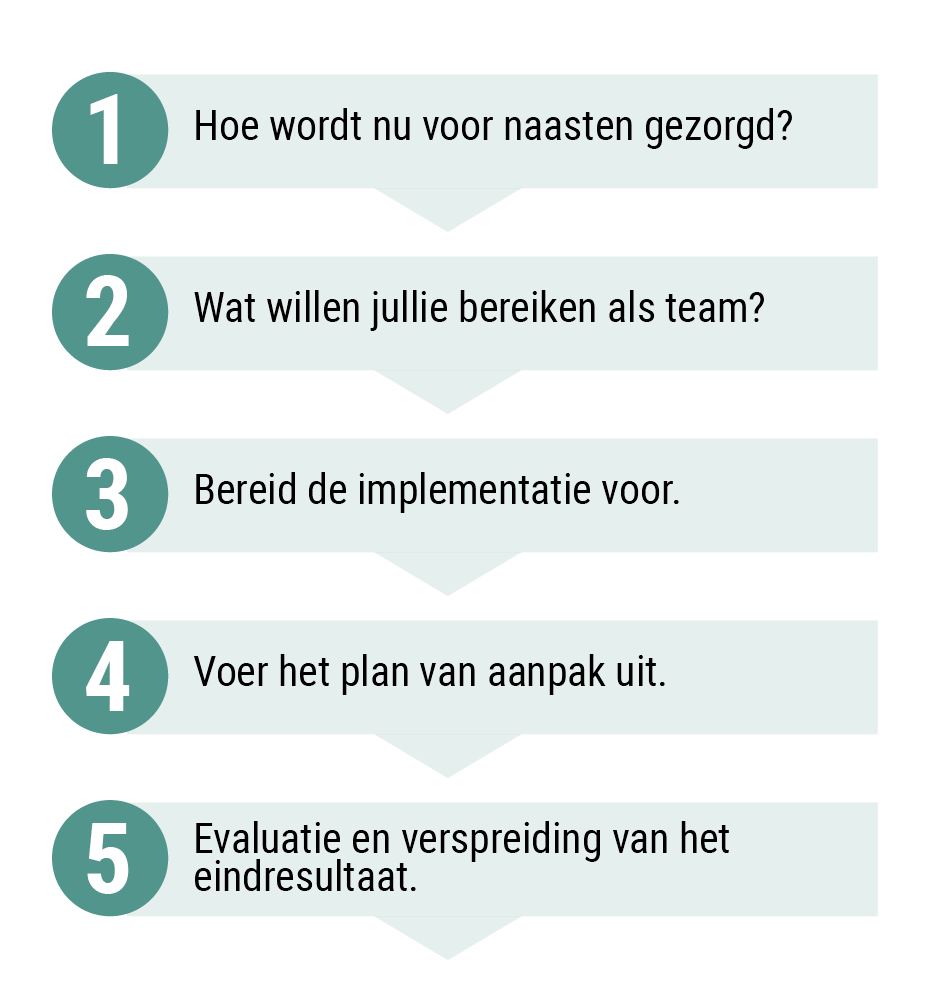 1
Hoe wordt nu voor naasten gezorgd?
2
Wat willen jullie bereiken als team?
3
Bereid de implementatie voor.
4
Voer het plan van aanpak uit.
5
Evaluatie en verspreiding van het
eindresultaat.